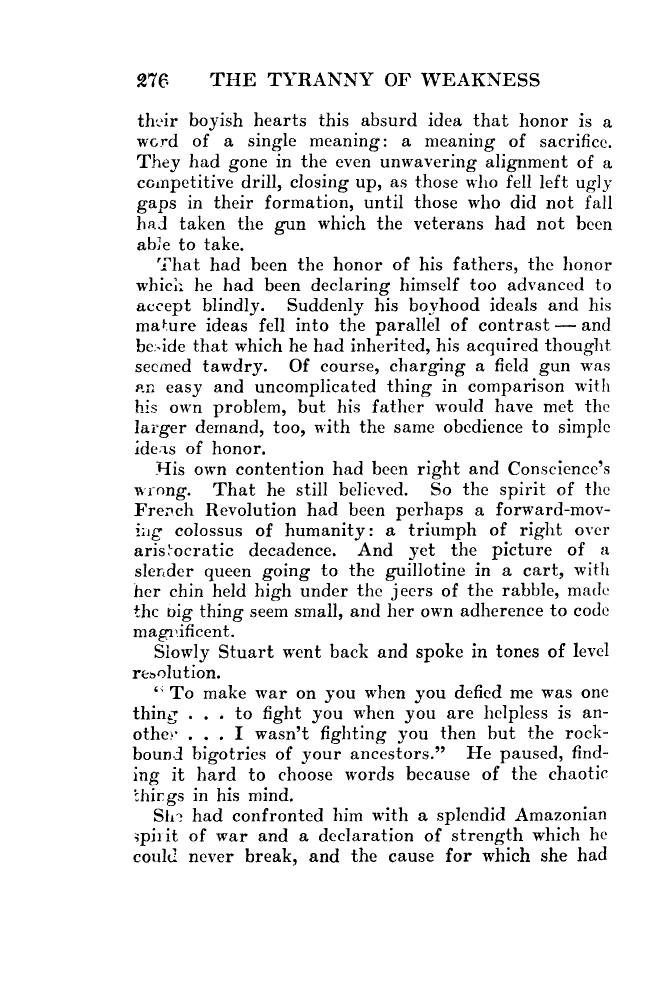 276 THE TYRANNY OF WEAKNESS
their boyish hearts this absurd idea that honor is a
word of a single meaning: a meaning of sacrifice.
They had gone in the even unwavering alignment of a
competitive drill, closing up, as those who fell left ugly
gaps in their formation, until those who did not fall
had taken the gun which the veterans had not been
able to take.
That had been the honor of his fathers, the honor
which he had been declaring himself too advanced to
accept blindly. Suddenly his boyhood ideals and his
mature ideas fell into the parallel of contrast — and
beside that which he had inherited, his acquired thought
seemed tawdry. Of course, charging a field gun was
an easy and uncomplicated thing in comparison with
his own problem, but his father would have met the
larger demand, too, with the same obedience to simple
ideas of honor.
His own contention had been right and Conscience's
wrong. That he still believed. So the spirit of the
French Revolution had been perhaps a forward-mov-
ing colossus of humanity: a triumph of right over
aristocratic decadence. And yet the picture of a
slender queen going to the guillotine in a cart, with
her chin held high under the jeers of the rabble, made
the big thing seem small, and her own adherence to code
magnificent.
Slowly Stuart went back and spoke in tones of level
resolution.
"To make war on you when you defied me was one
thing . . . to fight you when you are helpless is an-
other . . . I wasn't fighting you then but the rock-
bound bigotries of your ancestors." He paused, find-
ing it hard to choose words because of the chaotic
things in his mind.
She had confronted him with a splendid Amazonian
spirit of war and a declaration of strength which he
could never break, and the cause for which she had